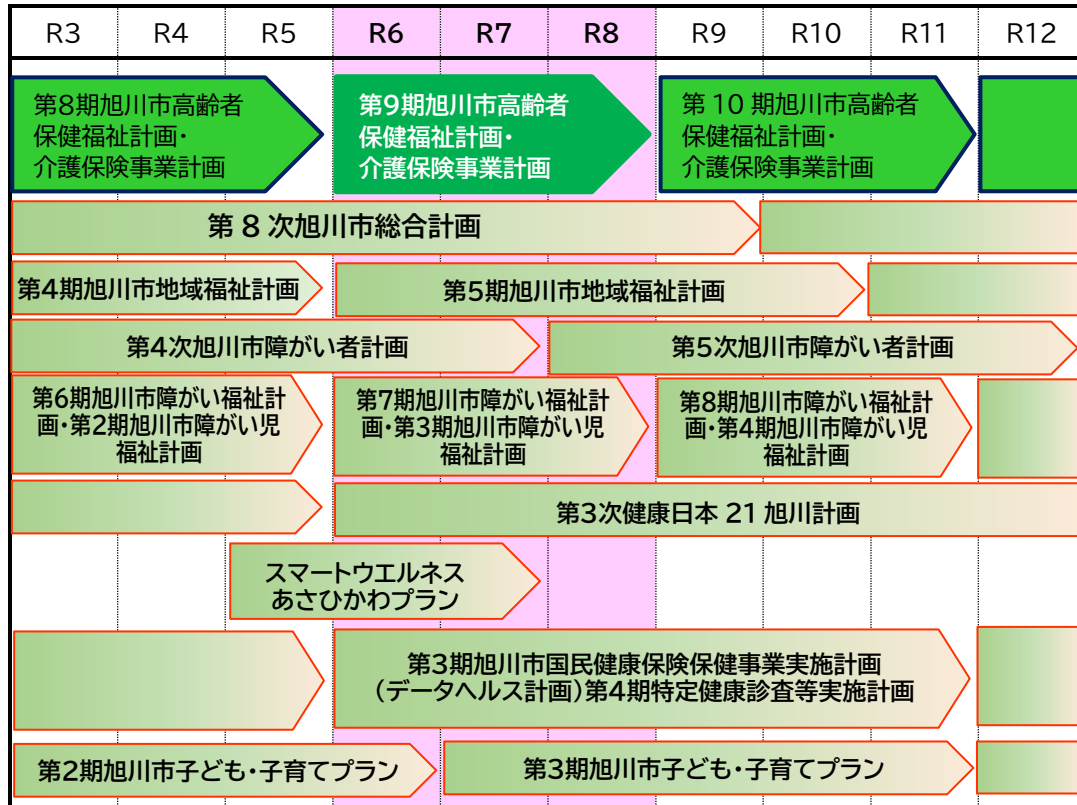 R3 R4 R5 R6 R7 R8 R9 R10 R11 R12
第8期旭川市高齢者
保健福祉計画・
介護保険事業計画
第9期旭川市高齢者
保健福祉計画・
介護保険事業計画
第10期旭川市高齢者
保健福祉計画・
介護保険事業計画
第8次旭川市総合計画
第4期旭川市地域福祉計画
第5期旭川市地域福祉計画
第4次旭川市障がい者計画
第5次旭川市障がい者計画
第6期旭川市障がい福祉計
画・第2期旭川市障がい児
福祉計画
第7期旭川市障がい福祉計
画・第3期旭川市障がい児
福祉計画
第8期旭川市障がい福祉計
画・第4期旭川市障がい児
福祉計画
第3次健康日本21旭川計画
スマートウエルネス
あさひかわプラン
第3期旭川市国民健康保険保健事業実施計画
(データヘルス計画)第4期特定健康診査等実施計画
第2期旭川市子ども・子育てプラン
第3期旭川市子ども・子育てプラン